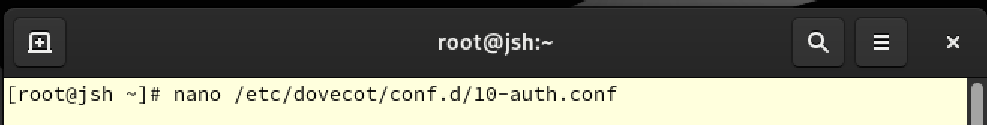 root@jsh:~
[root@jsh ~]# nano /etc/dovecot/conf.d/10-auth.conf